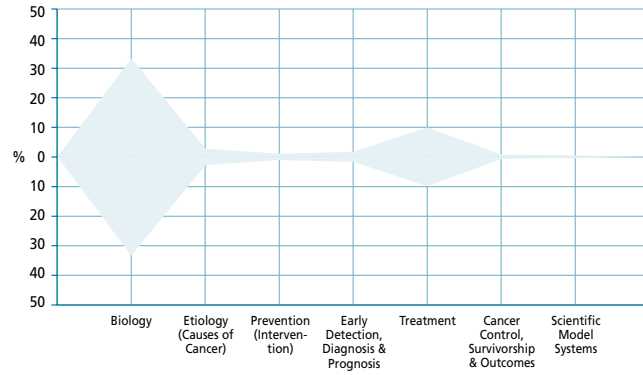 50
40
30
20
10
% 0
10
20
30
40
50
Biology
Etiology
(Causes of
Cancer)
Prevention
(Interven-
tion)
Early
Detection,
Diagnosis &
Prognosis
Treatment
Cancer
Control,
Survivorship
& Outcomes
Scientific
Model
Systems